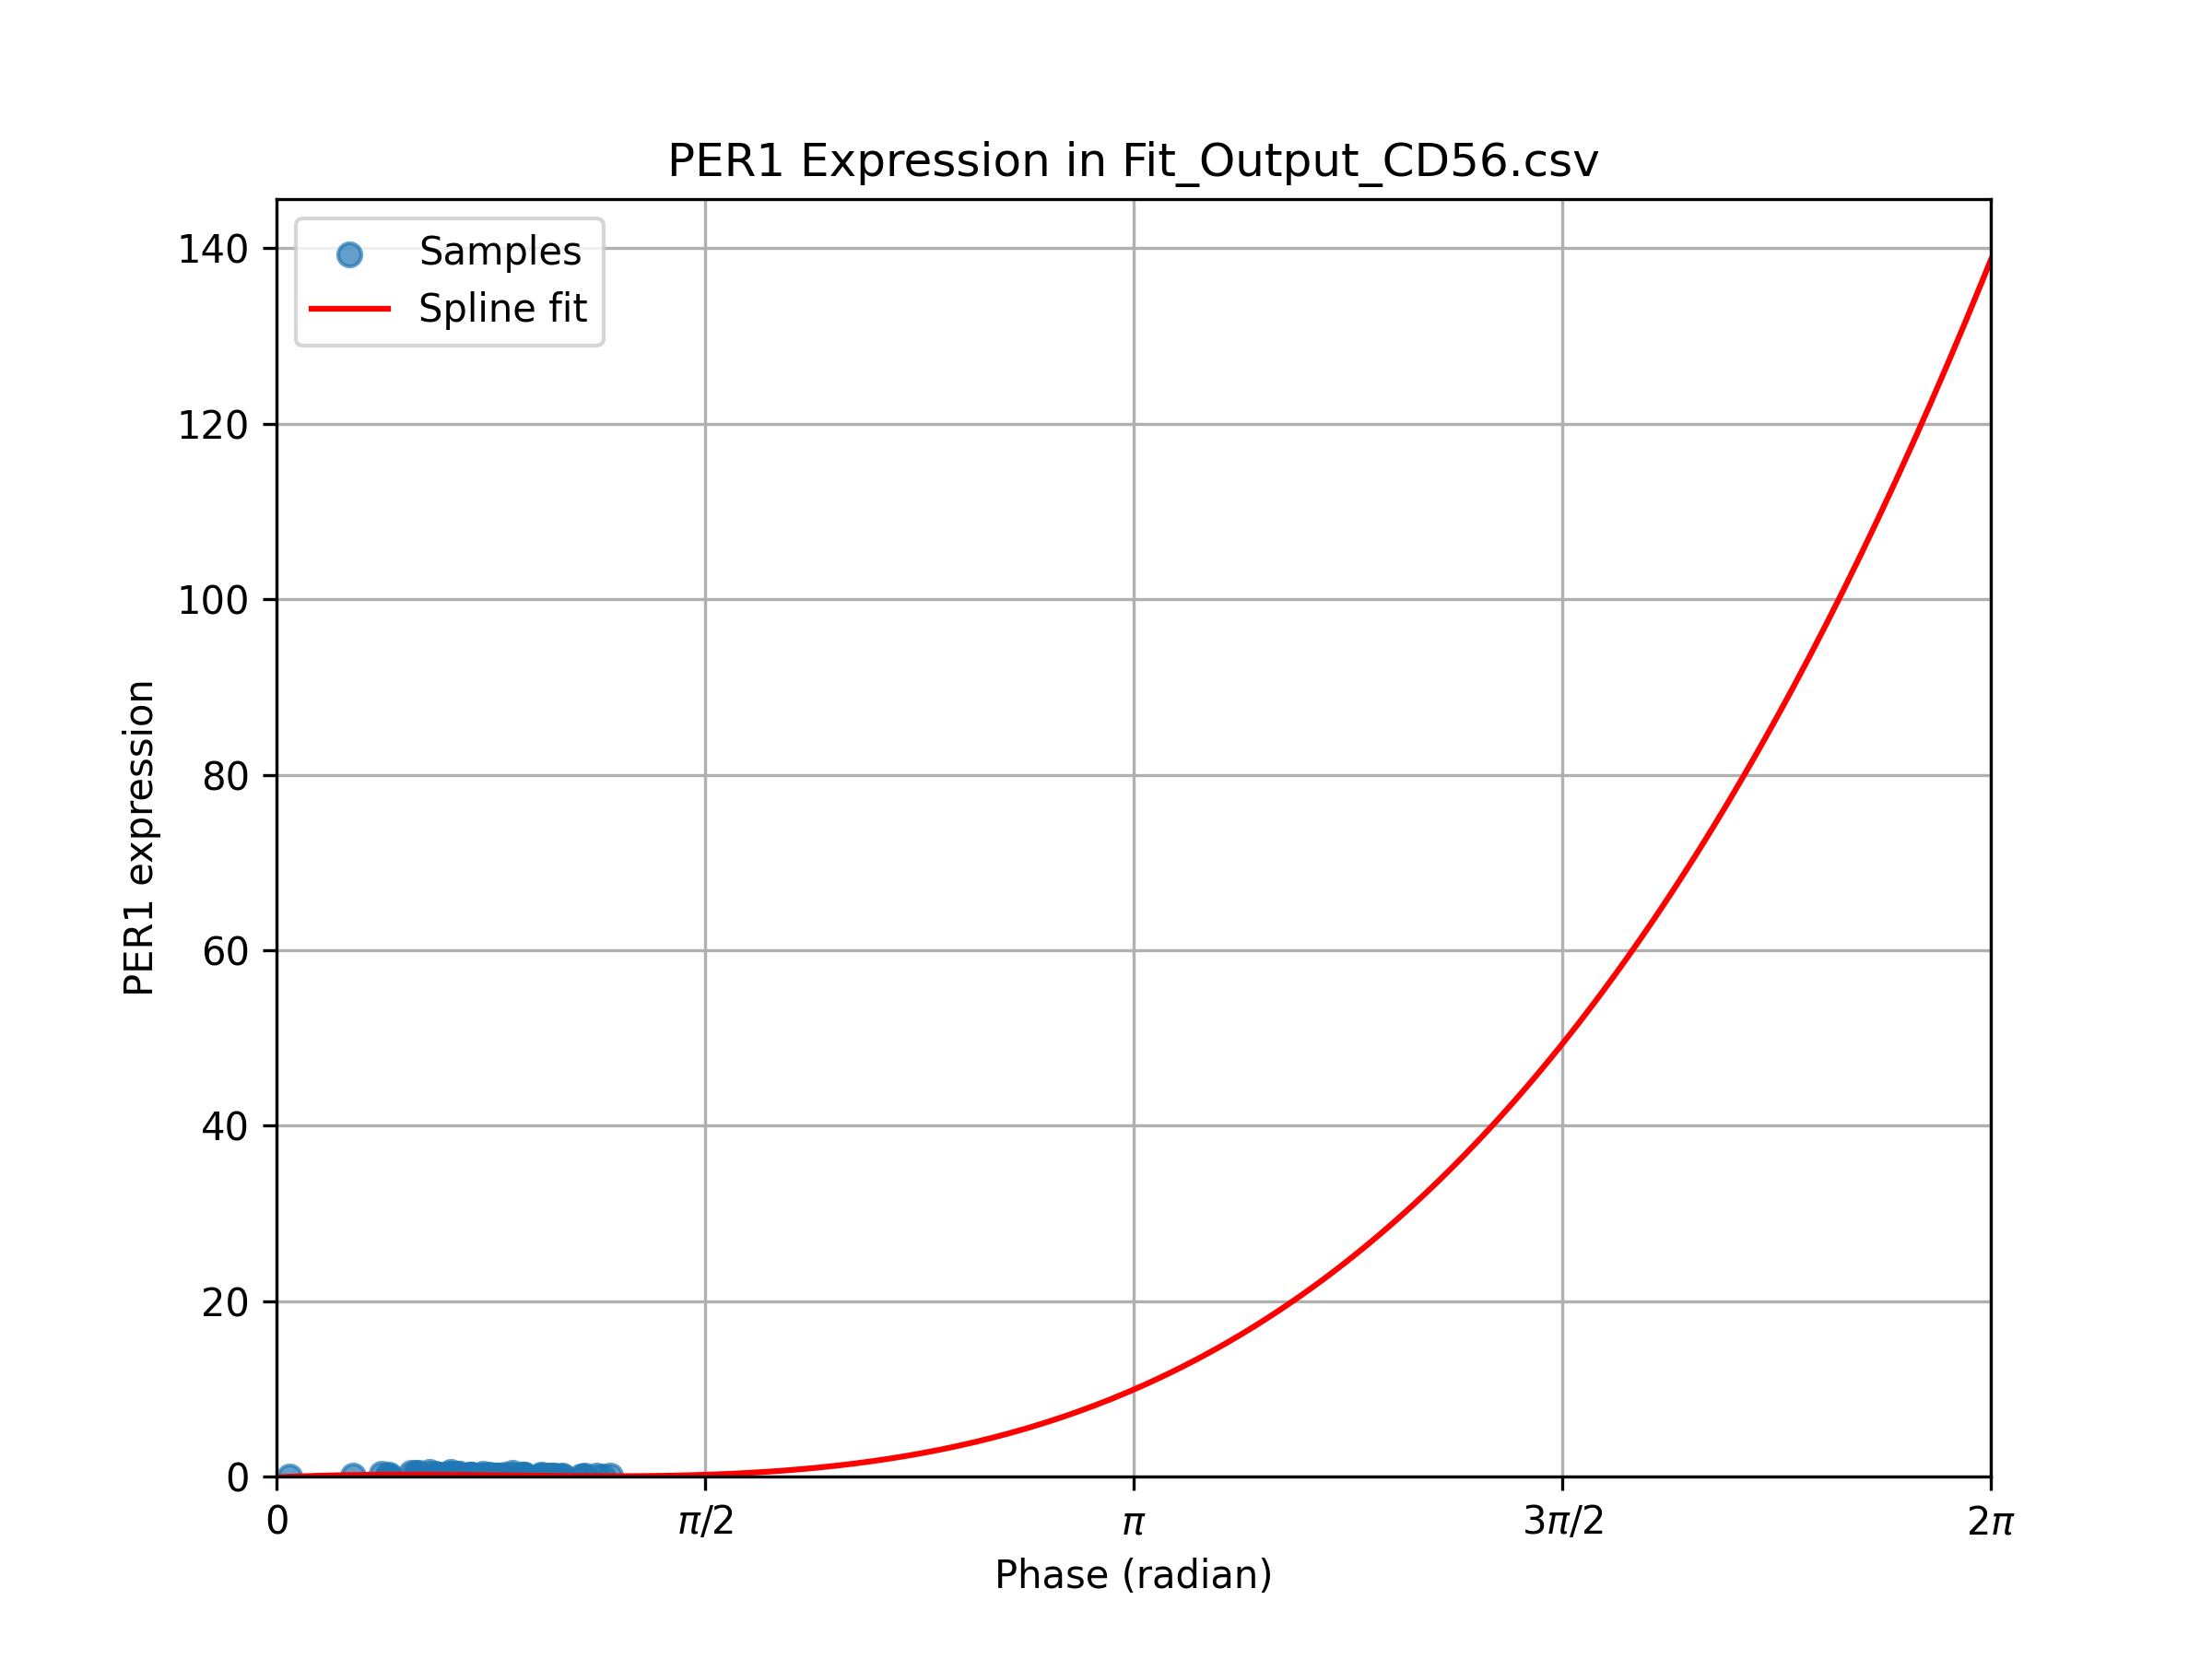 PER1 Expression in Fit_Output_CD56.csv
Samples
Spline fit
140
120
100
80
60
40
20
0
PER1 expression
0 π/2 π 3π/2 2π
Phase (radian)